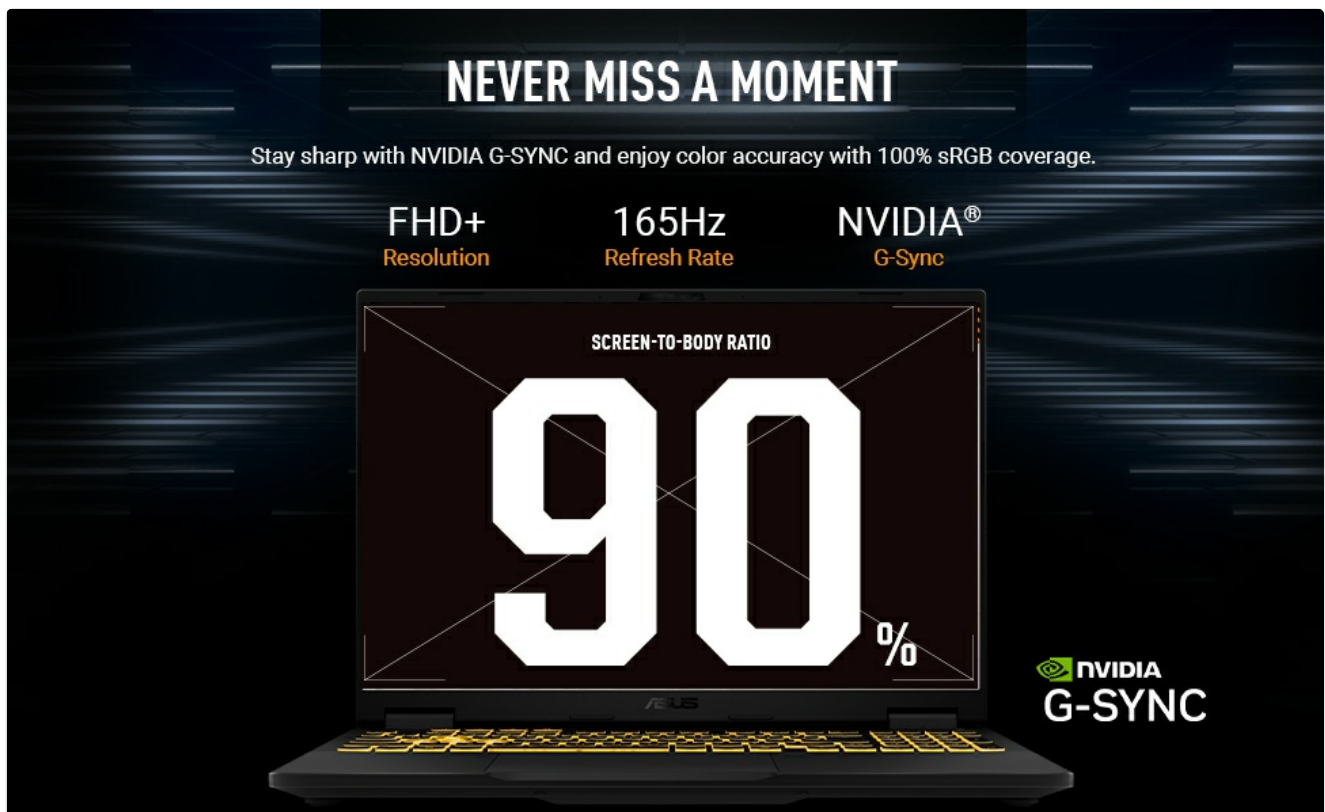 NEVER MISS A MOMENT
Stay sharp with NVIDIA G-SYNC and enjoy color accuracy with 100% sRGB coverage.
FHD+ 165Hz NVIDIA®
Resolution Refresh Rate G-Sync
SCREEN-TO-BODY RATIO
90%
NVIDIA
G-SYNC
ASUS